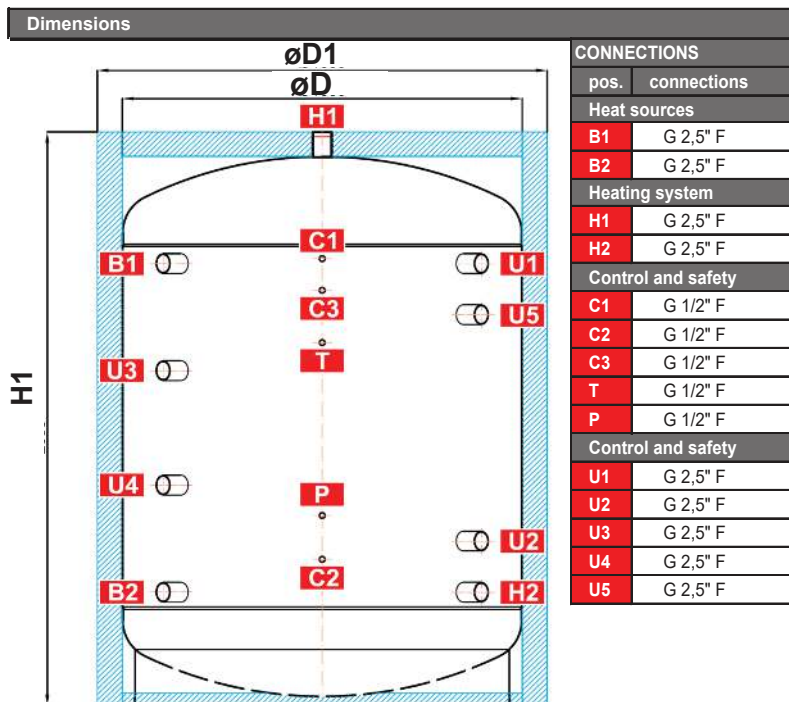 Dimensions
øD1
øD
H1
H1
C1
B1
U1
C3
U5
T
U3
U4
P
U2
C2
B2
H2
CONNECTIONS
pos. connections
Heat sources
B1 G 2,5" F
B2 G 2,5" F
Heating system
H1 G 2,5" F
H2 G 2,5" F
Control and safety
C1 G 1/2" F
C2 G 1/2" F
C3 G 1/2" F
T G 1/2" F
P G 1/2" F
Control and safety
U1 G 2,5" F
U2 G 2,5" F
U3 G 2,5" F
U4 G 2,5" F
U5 G 2,5" F